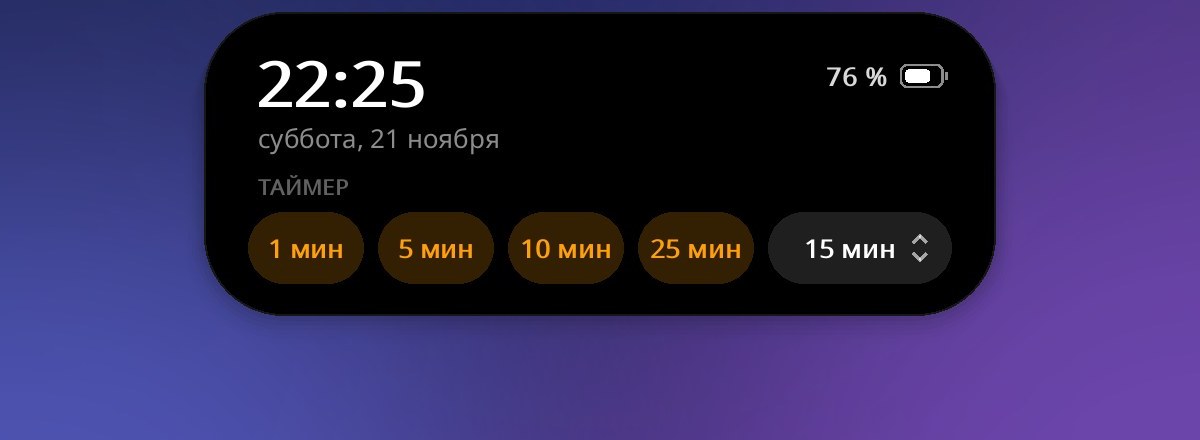 22:25
76 %
суббота, 21 ноября
ТАЙМЕР
1 мин 5 мин 10 мин 25 мин 15 мин